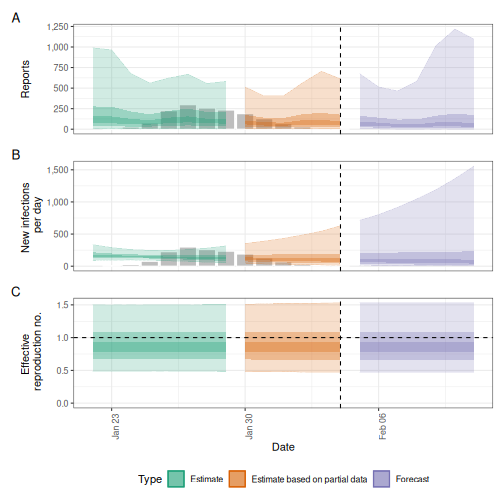 A
1,250
1,000
750
500
250
0
Reports
B
1,500
1,000
500
0
New infections
per day
C
1.5
1.0
0.5
0.0
Effective
reproduction no.
Jan 23
Jan 30
Feb 06
Date
Type Estimate Estimate based on partial data Forecast